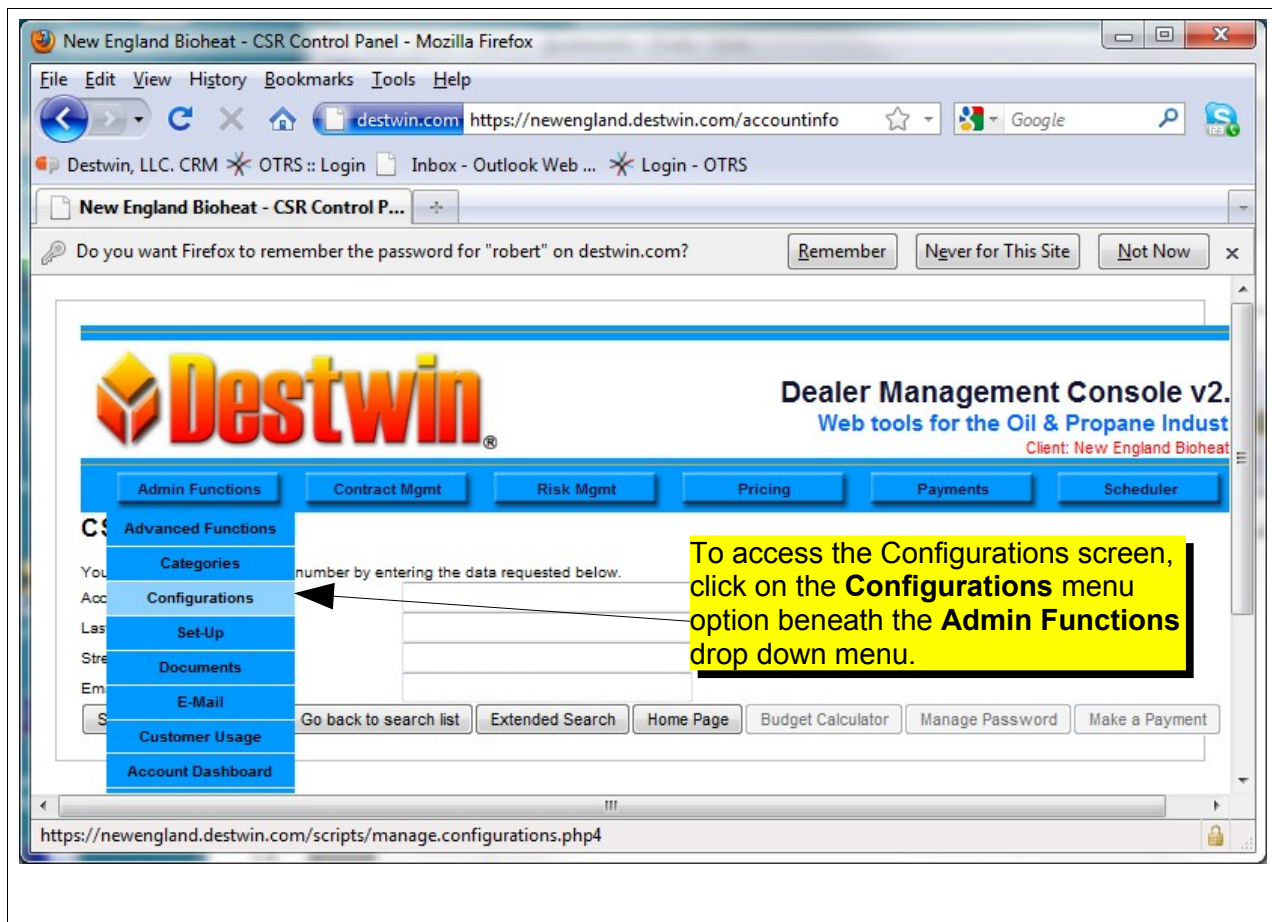 New England Bioheat - CSR Control Panel - Mozilla Firefox
File Edit View History Bookmarks Tools Help
destwin.com https://newengland.destwin.com/accountinfo Google
Destwin, LLC. CRM OTRS :: Login Inbox - Outlook Web ... Login - OTRS
New England Bioheat - CSR Control P...
Do you want Firefox to remember the password for "robert" on destwin.com? Remember Never for This Site Not Now x
Destwin®
Dealer Management Console v2.
Web tools for the Oil & Propane Indust
Client: New England Bioheat
Admin Functions Contract Mgmt Risk Mgmt Pricing Payments Scheduler
CS
Advanced Functions
Categories
You number by entering the data requested below.
Acc Configurations
Las Set-Up
Stre Documents
Em E-Mail
S Go back to search list Extended Search Home Page Budget Calculator Manage Password Make a Payment
Customer Usage
Account Dashboard
To access the Configurations screen,
click on the Configurations menu
option beneath the Admin Functions
drop down menu.
https://newengland.destwin.com/scripts/manage.configurations.php4